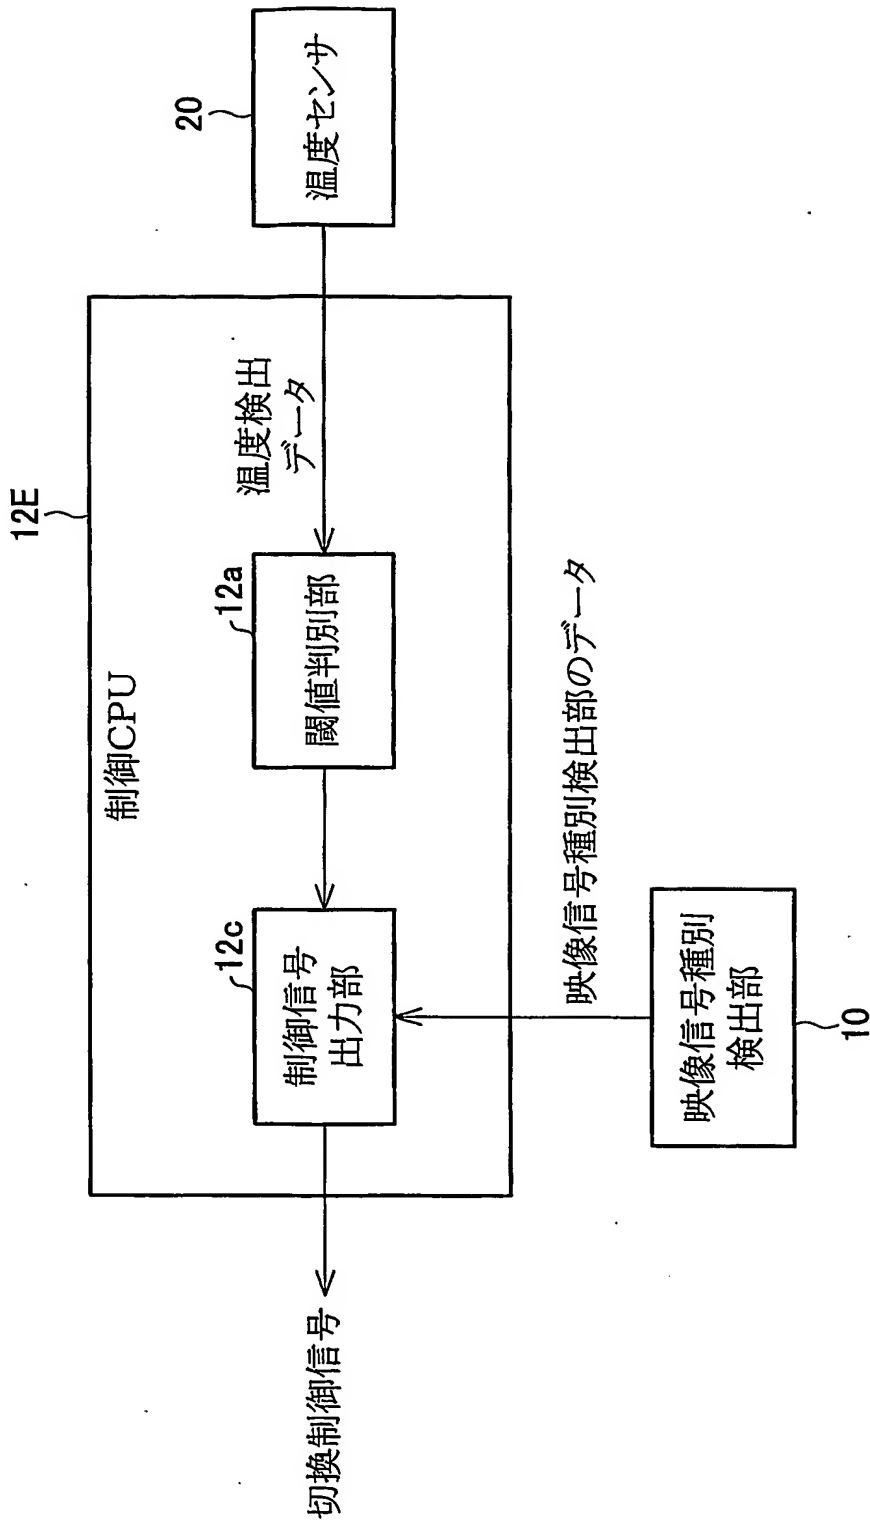 12E
制御CPU
20
温度センサ
温度検出
データ
12a
閾値判別部
12c
制御信号
出力部
切換制御信号
映像信号種別検出部のデータ
映像信号種別
検出部
10